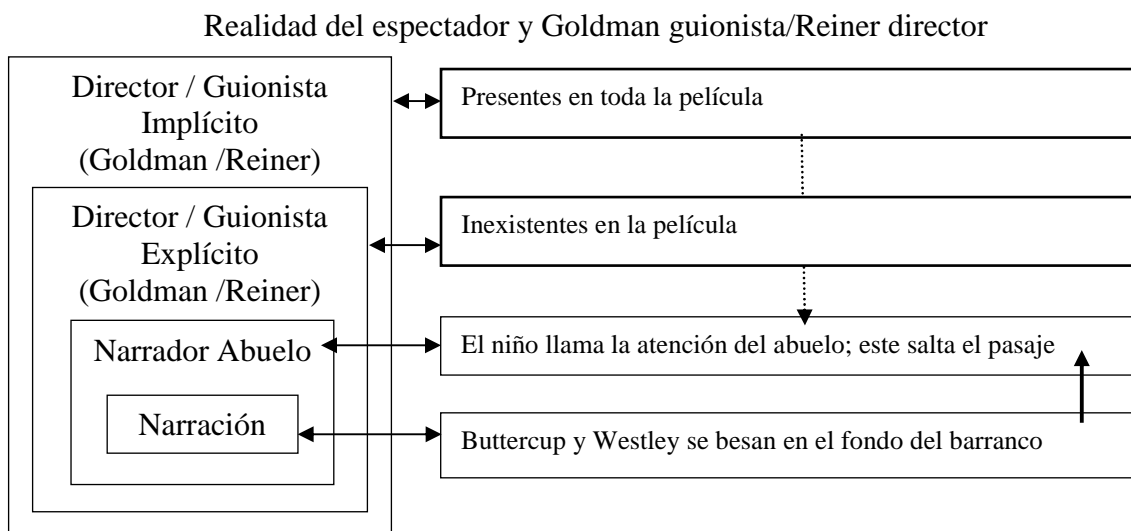 Realidad del espectador y Goldman guionista/Reiner director
Director / Guionista
Implícito
(Goldman /Reiner)
Presentes en toda la película
Director / Guionista
Explícito
(Goldman /Reiner)
Inexistentes en la película
Narrador Abuelo
El niño llama la atención del abuelo; este salta el pasaje
Narración
Buttercup y Westley se besan en el fondo del barranco